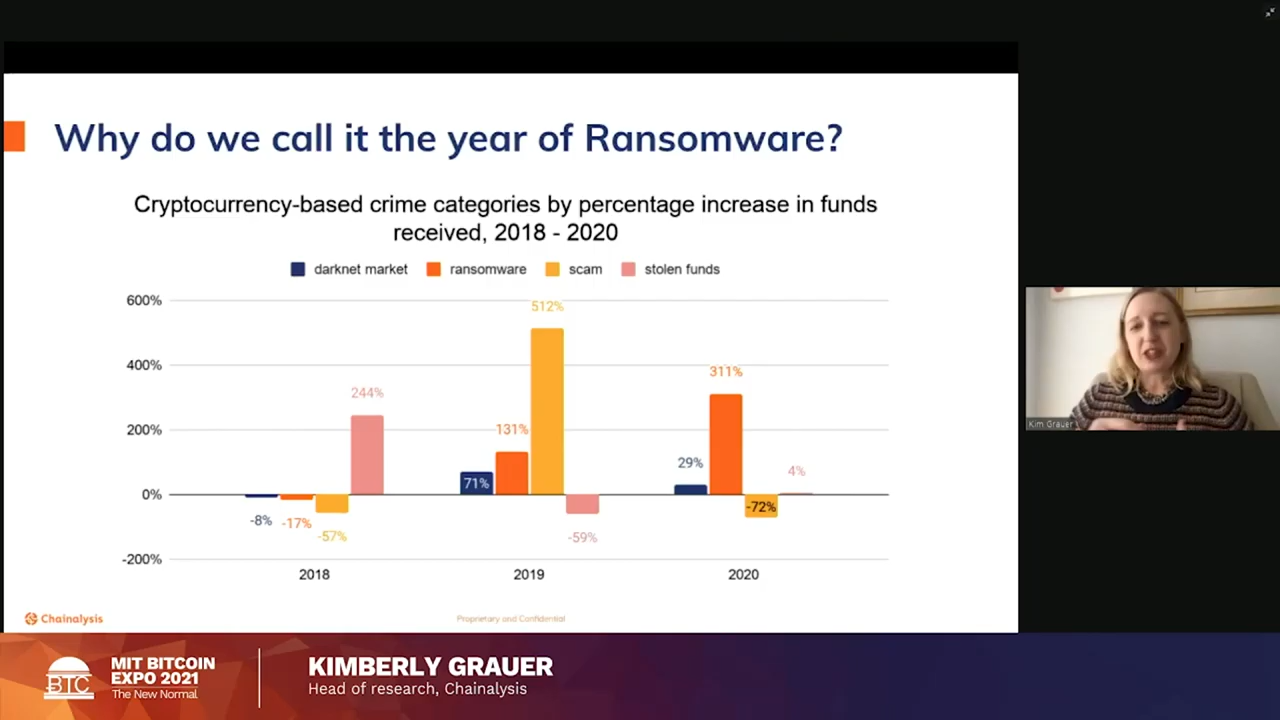 Why do we call it the year of Ransomware?
Cryptocurrency-based crime categories by percentage increase in funds
received, 2018 - 2020
darknet market
ransomware
scam
stolen funds
600%
400%
200%
0%
-200%
-8%
-17%
-57%
244%
71%
131%
512%
-59%
29%
311%
-72%
4%
2018
2019
2020
Chainalysis
Proprietary and Confidential
Kim Grauer
BTC
MIT BITCOIN
EXPO 2021
The New Normal
KIMBERLY GRAUER
Head of research, Chainalysis